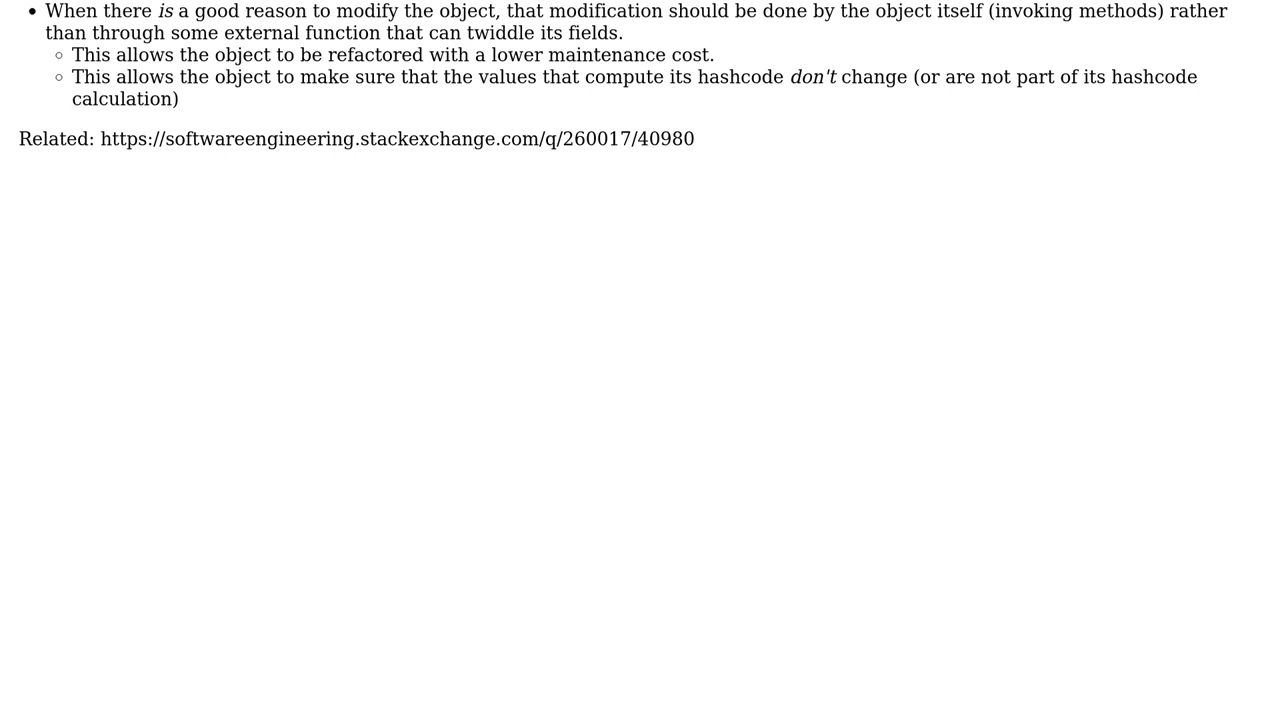 When there is a good reason to modify the object, that modification should be done by the object itself (invoking methods) rather
than through some external function that can twiddle its fields.
This allows the object to be refactored with a lower maintenance cost.
This allows the object to make sure that the values that compute its hashcode don't change (or are not part of its hashcode
calculation)
Related: https://softwareengineering.stackexchange.com/q/260017/40980